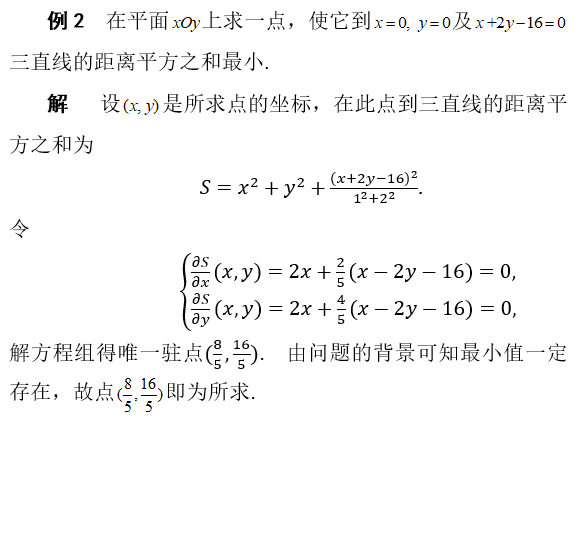 例 2 在平面 xOy 上求一点，使它到 x=0, y=0 及 x+2y−16=0
三直线的距离平方之和最小.
解 设(x, y)是所求点的坐标，在此点到三直线的距离平
方之和为
S = x² + y² + (x+2y−16)²/(1²+2²).
令
{∂S/∂x (x, y) = 2x + 2/5 (x − 2y − 16) = 0,
∂S/∂y (x, y) = 2x + 4/5 (x − 2y − 16) = 0,
解方程组得唯一驻点(8/5, 16/5). 由问题的背景可知最小值一定
存在，故点(8/5, 16/5)即为所求.